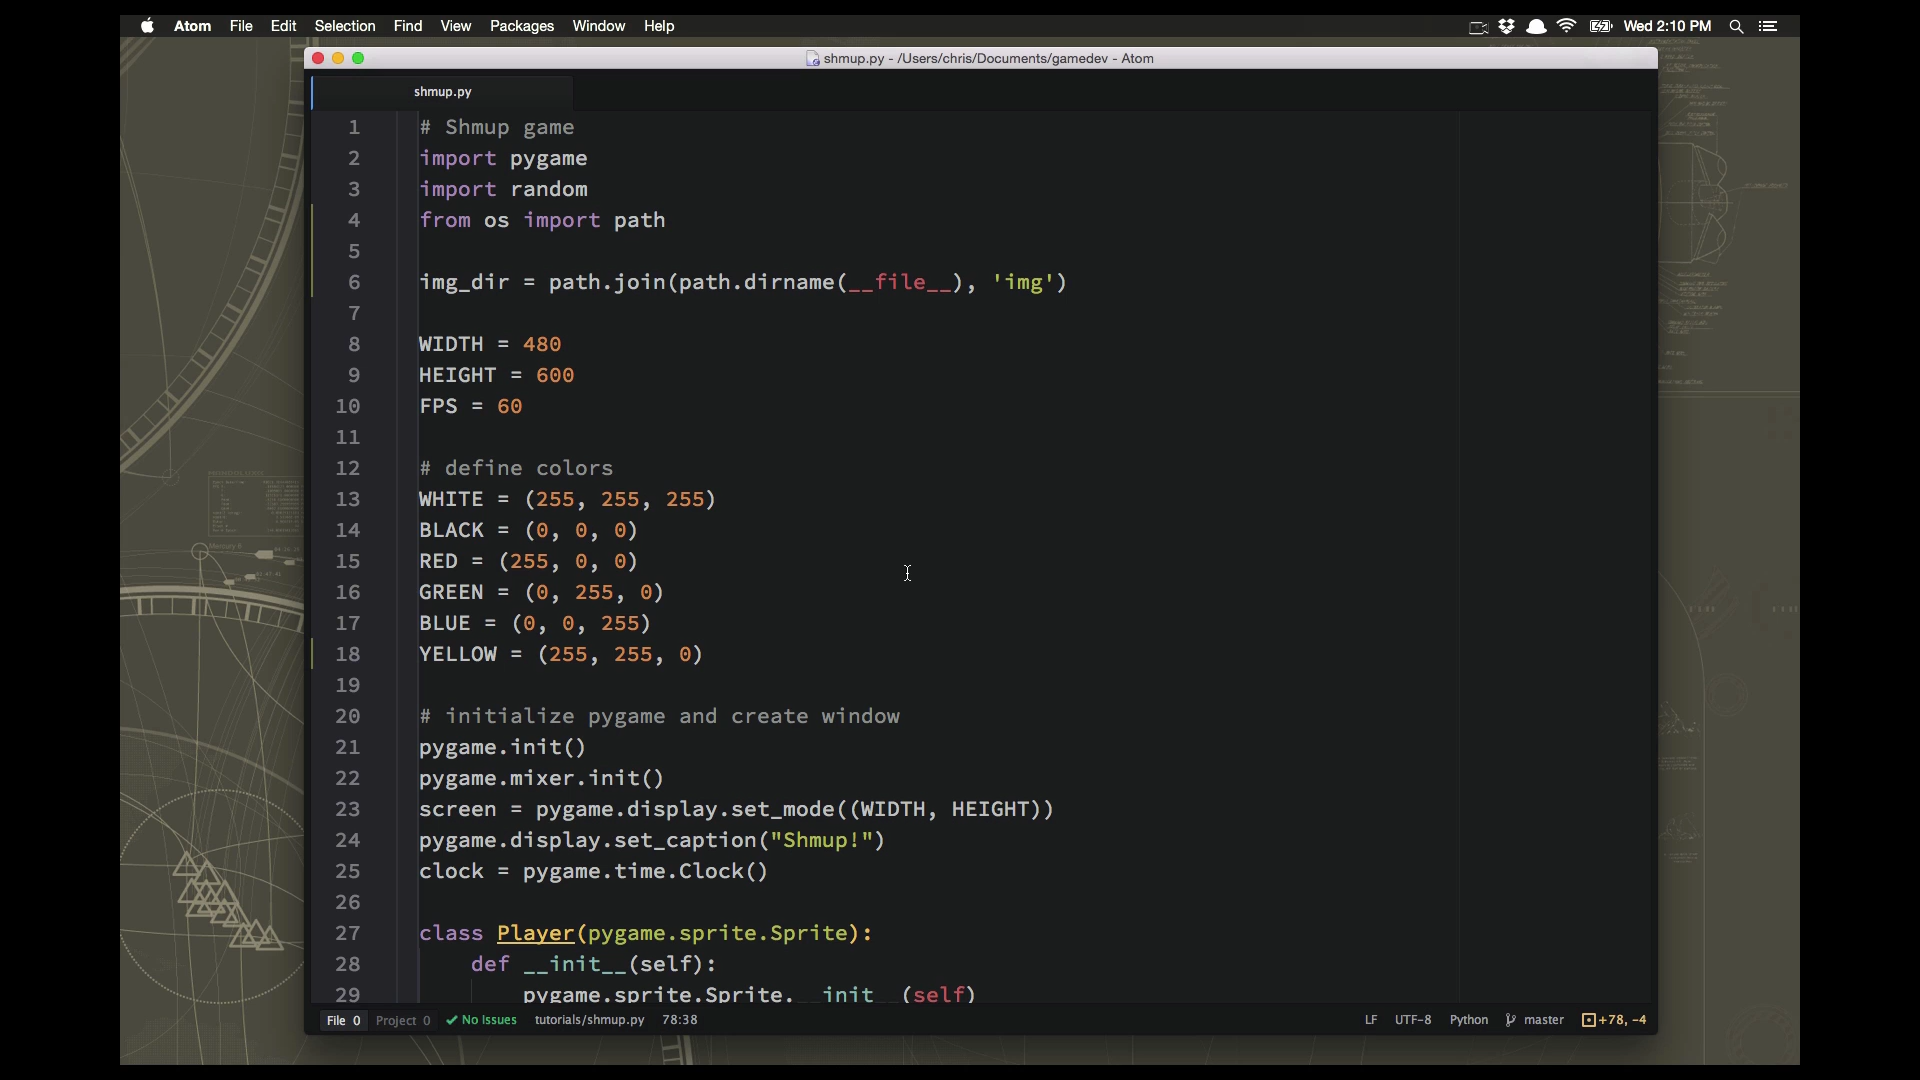 Atom File Edit Selection Find View Packages Window Help Wed 2:10 PM
shmup.py - /Users/chris/Documents/gamedev - Atom
shmup.py
1 # Shmup game
2 import pygame
3 import random
4 from os import path
5
6 img_dir = path.join(path.dirname(__file__), 'img')
7
8 WIDTH = 480
9 HEIGHT = 600
10 FPS = 60
11
12 # define colors
13 WHITE = (255, 255, 255)
14 BLACK = (0, 0, 0)
15 RED = (255, 0, 0)
16 GREEN = (0, 255, 0)
17 BLUE = (0, 0, 255)
18 YELLOW = (255, 255, 0)
19
20 # initialize pygame and create window
21 pygame.init()
22 pygame.mixer.init()
23 screen = pygame.display.set_mode((WIDTH, HEIGHT))
24 pygame.display.set_caption("Shmup!")
25 clock = pygame.time.Clock()
26
27 class Player(pygame.sprite.Sprite):
28 def __init__(self):
29 pygame.sprite.Sprite.__init__(self)
File 0 Project 0 No Issues tutorials/shmup.py 78:38 LF UTF-8 Python master +78, -4